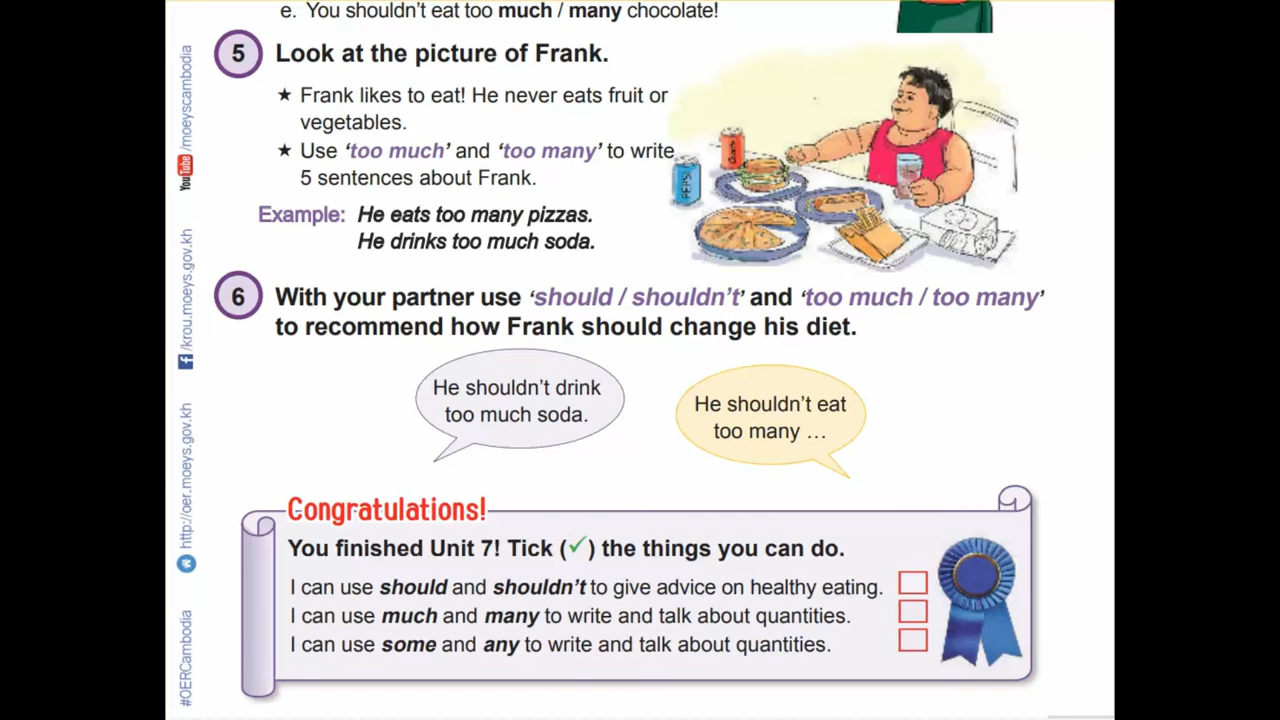 e. You shouldn't eat too much / many chocolate!
5 Look at the picture of Frank.
★ Frank likes to eat! He never eats fruit or
vegetables.
★ Use 'too much' and 'too many' to write
5 sentences about Frank.
Example: He eats too many pizzas.
He drinks too much soda.
PEPSI
6 With your partner use 'should / shouldn't' and 'too much / too many'
to recommend how Frank should change his diet.
He shouldn't drink
too much soda.
He shouldn't eat
too many …
Congratulations!
You finished Unit 7! Tick (✓) the things you can do.
I can use should and shouldn't to give advice on healthy eating.
I can use much and many to write and talk about quantities.
I can use some and any to write and talk about quantities.
YouTube /moeyscambodia
f /krou.moeys.gov.kh
http://oer.moeys.gov.kh
#OERCambodia